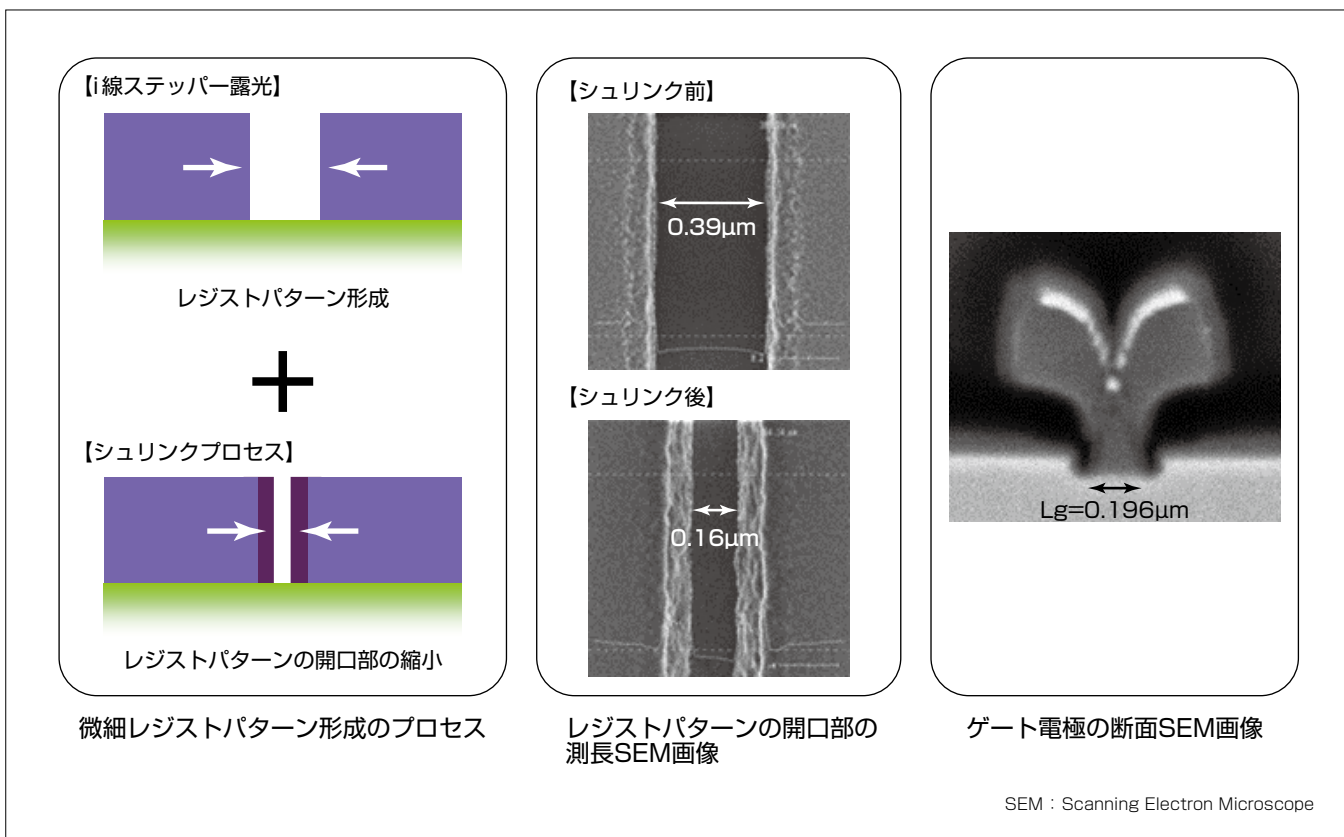 【i線ステッパー露光】
レジストパターン形成
+
【シュリンクプロセス】
レジストパターンの開口部の縮小
微細レジストパターン形成のプロセス
【シュリンク前】
0.39μm
【シュリンク後】
0.16μm
レジストパターンの開口部の
測長SEM画像
Lg=0.196μm
ゲート電極の断面SEM画像
SEM：Scanning Electron Microscope